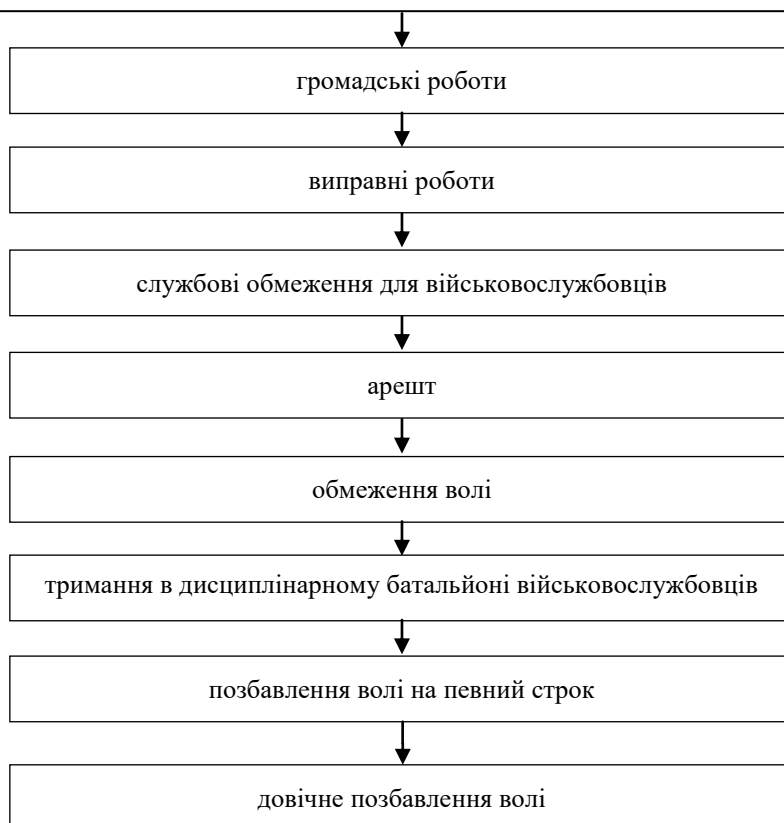 громадські роботи
виправні роботи
службові обмеження для військовослужбовців
арешт
обмеження волі
тримання в дисциплінарному батальйоні військовослужбовців
позбавлення волі на певний строк
довічне позбавлення волі